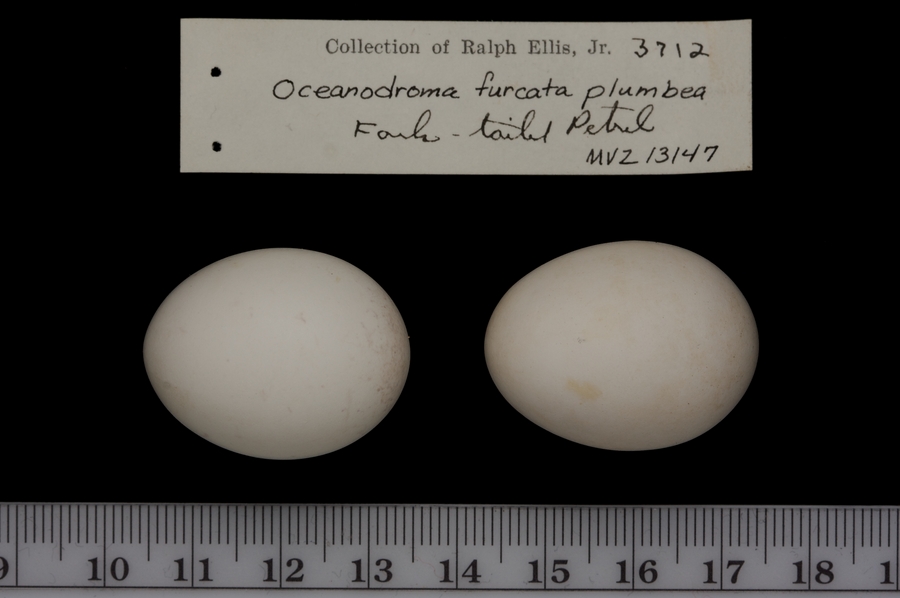 Collection of Ralph Ellis, Jr. 3712
Oceanodroma furcata plumbea
Fork-tailed Petrel
MVZ 13147
9 10 11 12 13 14 15 16 17 18 1